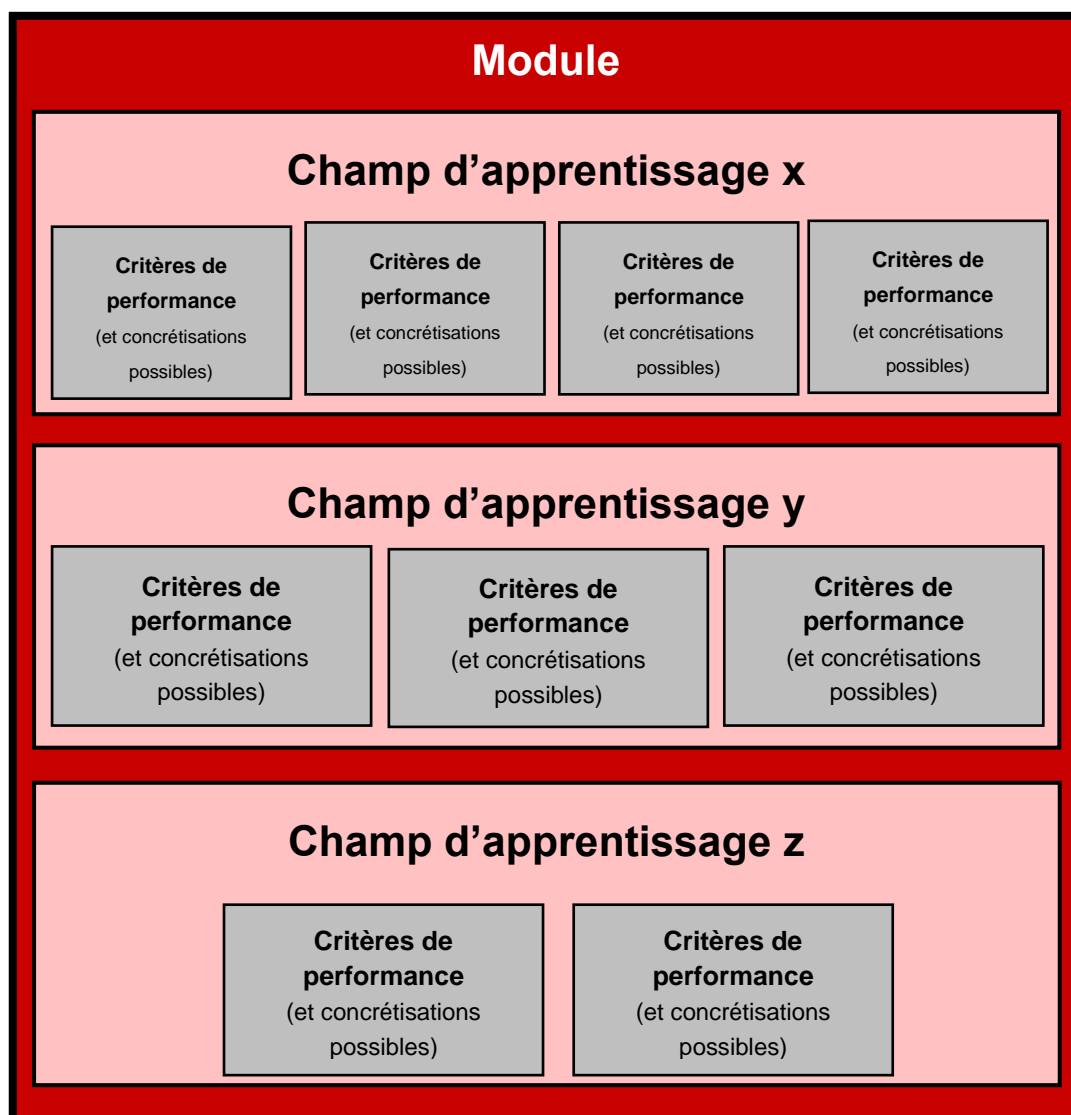 Module
Champ d’apprentissage x
Critères de
performance
(et concrétisations
possibles)
Critères de
performance
(et concrétisations
possibles)
Critères de
performance
(et concrétisations
possibles)
Critères de
performance
(et concrétisations
possibles)
Champ d’apprentissage y
Critères de
performance
(et concrétisations
possibles)
Critères de
performance
(et concrétisations
possibles)
Critères de
performance
(et concrétisations
possibles)
Champ d’apprentissage z
Critères de
performance
(et concrétisations
possibles)
Critères de
performance
(et concrétisations
possibles)